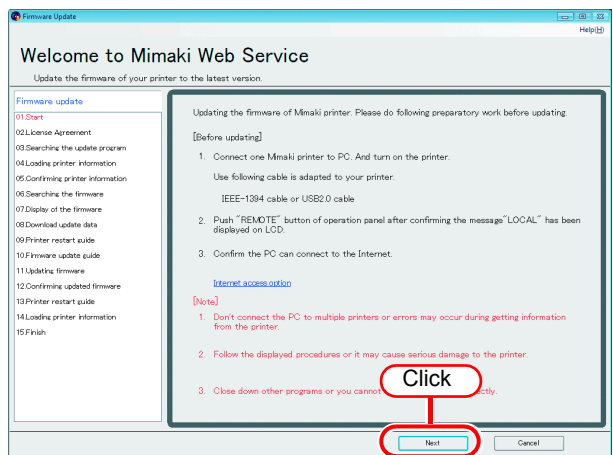 Firmware Update
Help(H)
Welcome to Mimaki Web Service
Update the firmware of your printer to the latest version.
Firmware update
01.Start
02.License Agreement
03.Searching the update program
04.Loading printer information
05.Confirming printer information
06.Searching the firmware
07.Display of the firmware
08.Download update data
09.Printer restart guide
10.Firmware update guide
11.Updating firmware
12.Confirming updated firmware
13.Printer restart guide
14.Loading printer information
15.Finish
Updating the firmware of Mimaki printer. Please do following preparatory work before updating.
[Before updating]
1. Connect one Mimaki printer to PC. And turn on the printer.
Use following cable is adapted to your printer.
IEEE-1394 cable or USB2.0 cable
2. Push "REMOTE" button of operation panel after confirming the message"LOCAL" has been
displayed on LCD.
3. Confirm the PC can connect to the Internet.
Internet access option
[Note]
1. Don't connect the PC to multiple printers or errors may occur during getting information
from the printer.
2. Follow the displayed procedures or it may cause serious damage to the printer.
3. Close down other programs or you cannot
Click
Next
Cancel